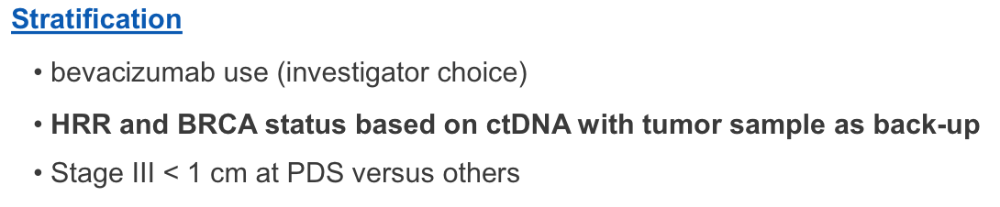 Stratification
• bevacizumab use (investigator choice)
• HRR and BRCA status based on ctDNA with tumor sample as back-up
• Stage III < 1 cm at PDS versus others